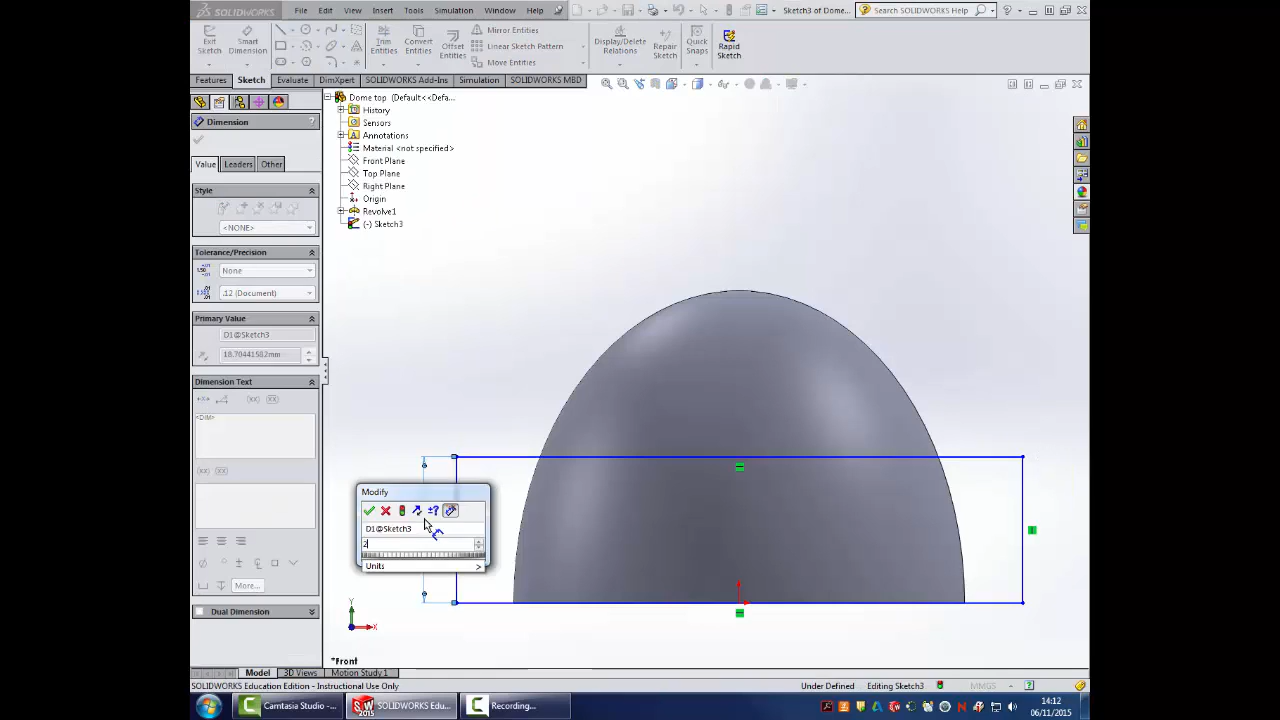 SOLIDWORKS File Edit View Insert Tools Simulation Window Help Sketch3 of Dome... Search SOLIDWORKS Help
Exit Sketch Smart Dimension Trim Entities Convert Entities Offset Entities Mirror Entities Linear Sketch Pattern Move Entities Display/Delete Relations Repair Sketch Quick Snaps Rapid Sketch
Features Sketch Evaluate DimXpert SOLIDWORKS Add-Ins Simulation SOLIDWORKS MBD
Dome top (Default<<Defa...
History
Dimension ?
Sensors
Annotations
Material <not specified>
Front Plane
Value Leaders Other
Top Plane
Right Plane
Style
Origin
Revolve1
(-) Sketch3
<NONE>
Tolerance/Precision
None
.12 (Document)
Primary Value
D1@Sketch3
18.70441502mm
Dimension Text
<DIM>
Modify
D1@Sketch3
2
Units
More...
Dual Dimension
Y
X
*Front
Model 3D Views Motion Study 1
SOLIDWORKS Education Edition - Instructional Use Only Under Defined Editing Sketch3 MMGS
Camtasia Studio - ... SOLIDWORKS Edu... Recording...
14:12
06/11/2015